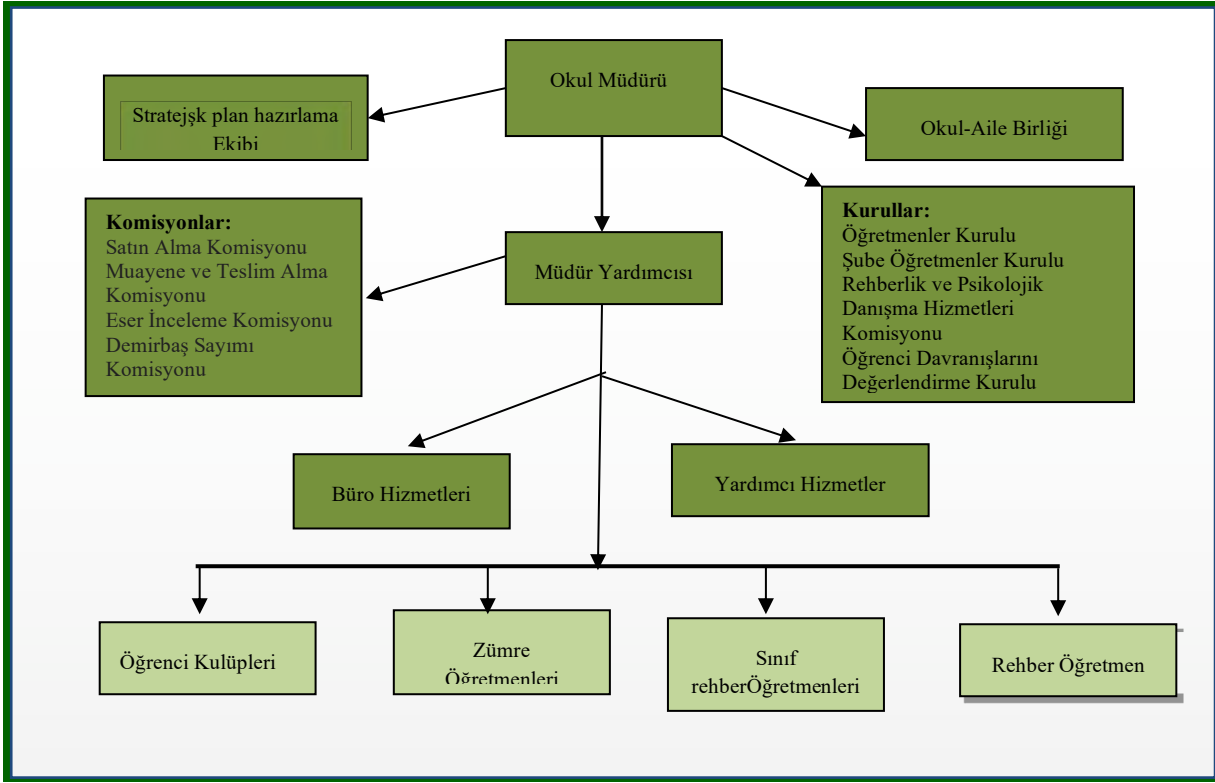 Okul Müdürü
Stratejşk plan hazırlama
Ekibi
Okul-Aile Birliği
Komisyonlar:
Satın Alma Komisyonu
Muayene ve Teslim Alma
Komisyonu
Eser İnceleme Komisyonu
Demirbaş Sayımı
Komisyonu
Müdür Yardımcısı
Kurullar:
Öğretmenler Kurulu
Şube Öğretmenler Kurulu
Rehberlik ve Psikolojik
Danışma Hizmetleri
Komisyonu
Öğrenci Davranışlarını
Değerlendirme Kurulu
Büro Hizmetleri
Yardımcı Hizmetler
Öğrenci Kulüpleri
Zümre
Öğretmenleri
Sınıf
rehberÖğretmenleri
Rehber Öğretmen